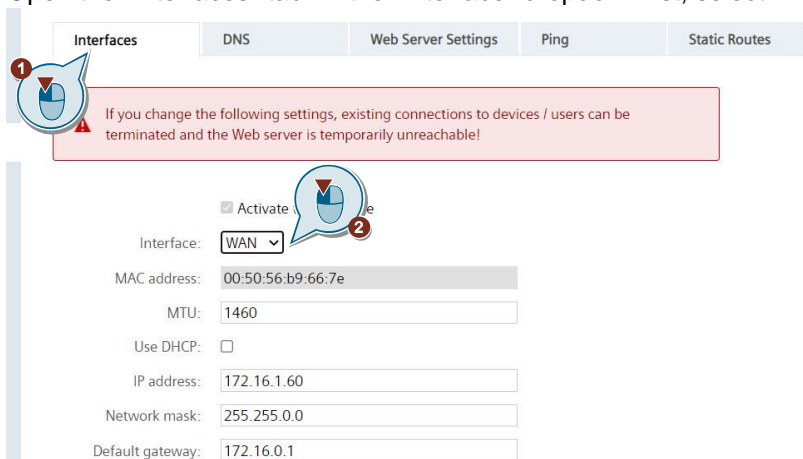 Interfaces DNS Web Server Settings Ping Static Routes
1
If you change the following settings, existing connections to devices / users can be
terminated and the Web server is temporarily unreachable!
Activate
2
Interface: WAN
MAC address: 00:50:56:b9:66:7e
MTU: 1460
Use DHCP:
IP address: 172.16.1.60
Network mask: 255.255.0.0
Default gateway: 172.16.0.1